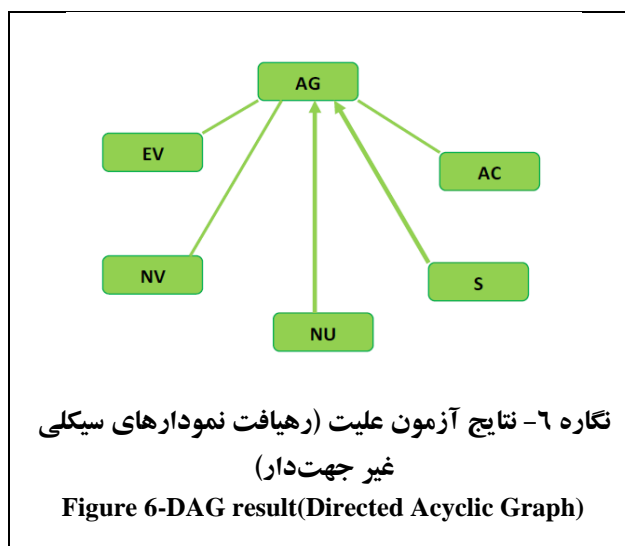 AG
EV
AC
NV
S
NU
نگاره ٦- نتایج آزمون علیت (رهیافت نمودارهای سیکلی
غیر جهت‌دار)
Figure 6-DAG result(Directed Acyclic Graph)